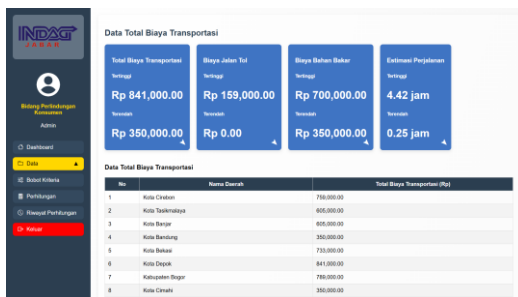 INDAG
JABAR
Bidang Perlindungan
Konsumen
Admin
Dashboard
Data
Bobot Kriteria
Perhitungan
Riwayat Perhitungan
Keluar
Data Total Biaya Transportasi
Total Biaya Transportasi
Tertinggi
Rp 841,000.00
Terendah
Rp 350,000.00
Biaya Jalan Tol
Tertinggi
Rp 159,000.00
Terendah
Rp 0.00
Biaya Bahan Bakar
Tertinggi
Rp 700,000.00
Terendah
Rp 350,000.00
Estimasi Perjalanan
Tertinggi
4.42 jam
Terendah
0.25 jam
Data Total Biaya Transportasi
No Nama Daerah Total Biaya Transportasi (Rp)
1 Kota Cirebon 759,000.00
2 Kota Tasikmalaya 605,000.00
3 Kota Banjar 605,000.00
4 Kota Bandung 350,000.00
5 Kota Bekasi 733,000.00
6 Kota Depok 841,000.00
7 Kabupaten Bogor 789,000.00
8 Kota Cimahi 350,000.00